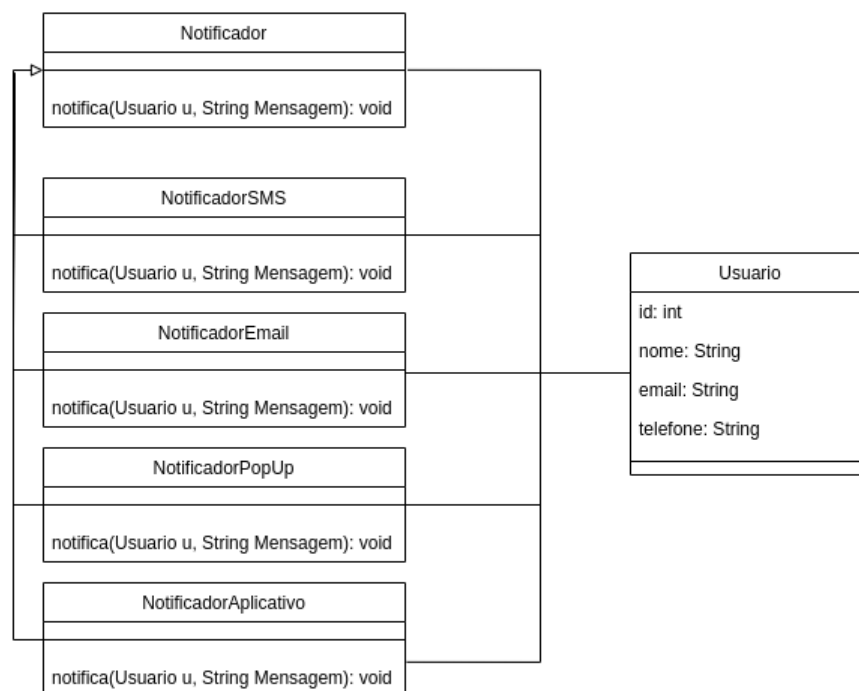 Notificador
notifica(Usuario u, String Mensagem): void
NotificadorSMS
notifica(Usuario u, String Mensagem): void
NotificadorEmail
notifica(Usuario u, String Mensagem): void
NotificadorPopUp
notifica(Usuario u, String Mensagem): void
NotificadorAplicativo
notifica(Usuario u, String Mensagem): void
Usuario
id: int
nome: String
email: String
telefone: String